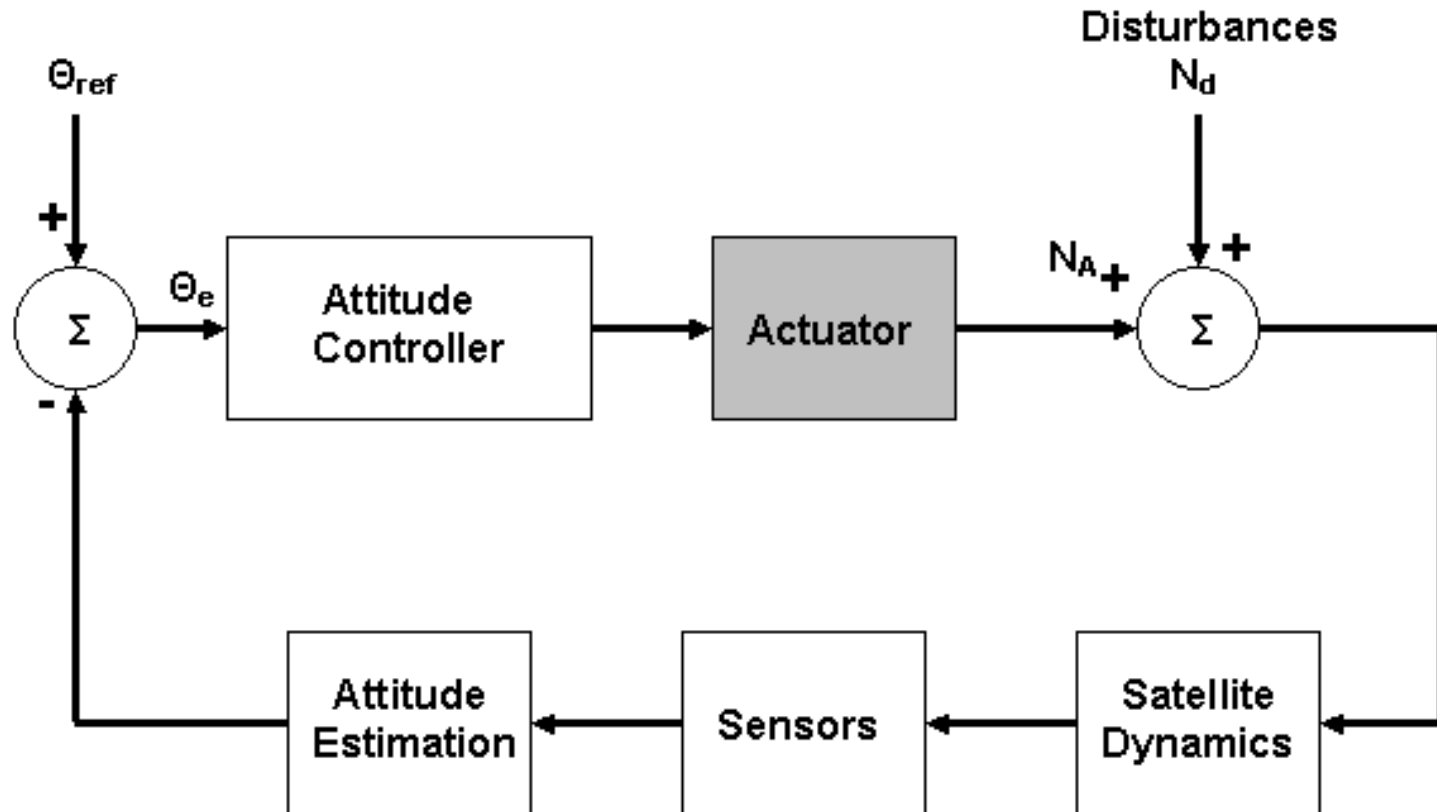 Disturbances
Θref
Nd
+
+
NA
+
Θe
Σ
Attitude
Controller
Actuator
Σ
-
Attitude
Estimation
Sensors
Satellite
Dynamics